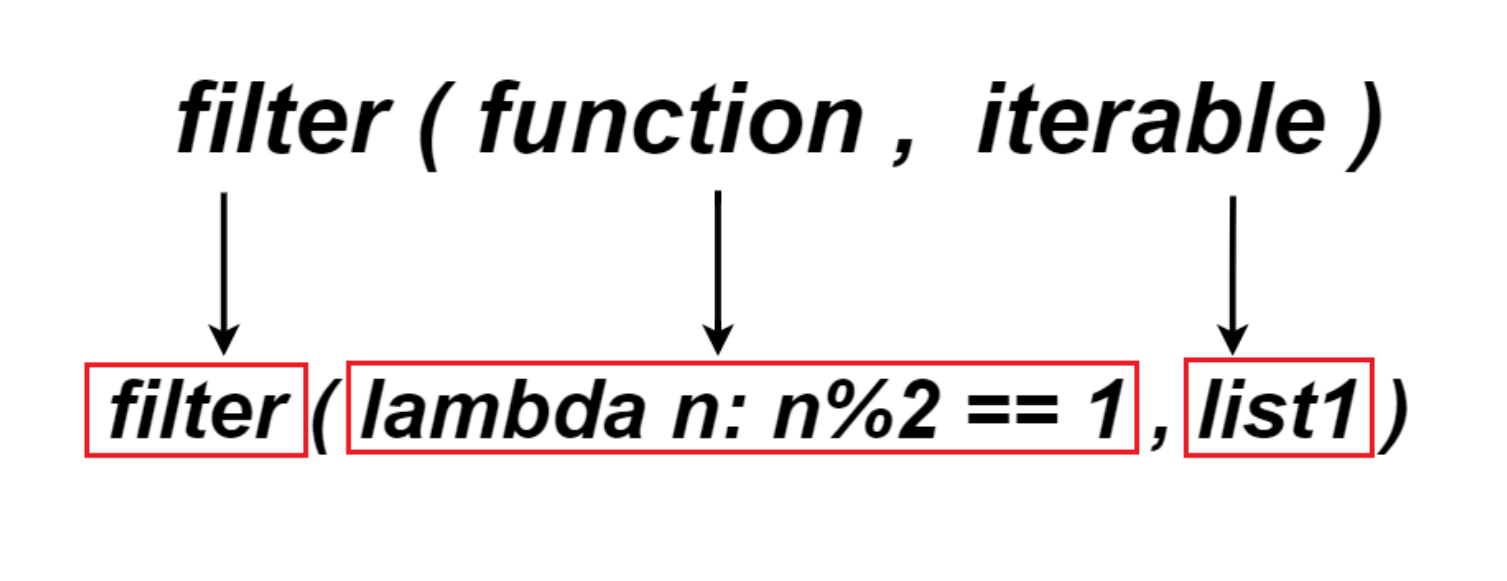 filter ( function , iterable )
filter ( lambda n: n%2 == 1 , list1 )